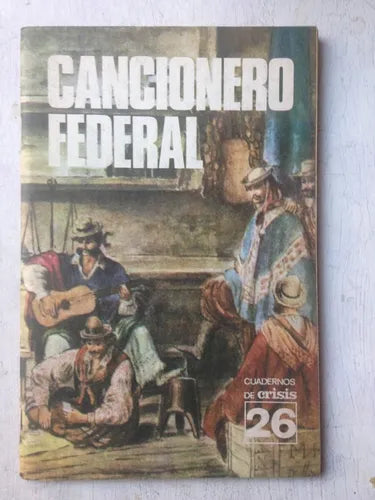 CANCIONERO
FEDERAL
CUADERNOS
DE crisis
26